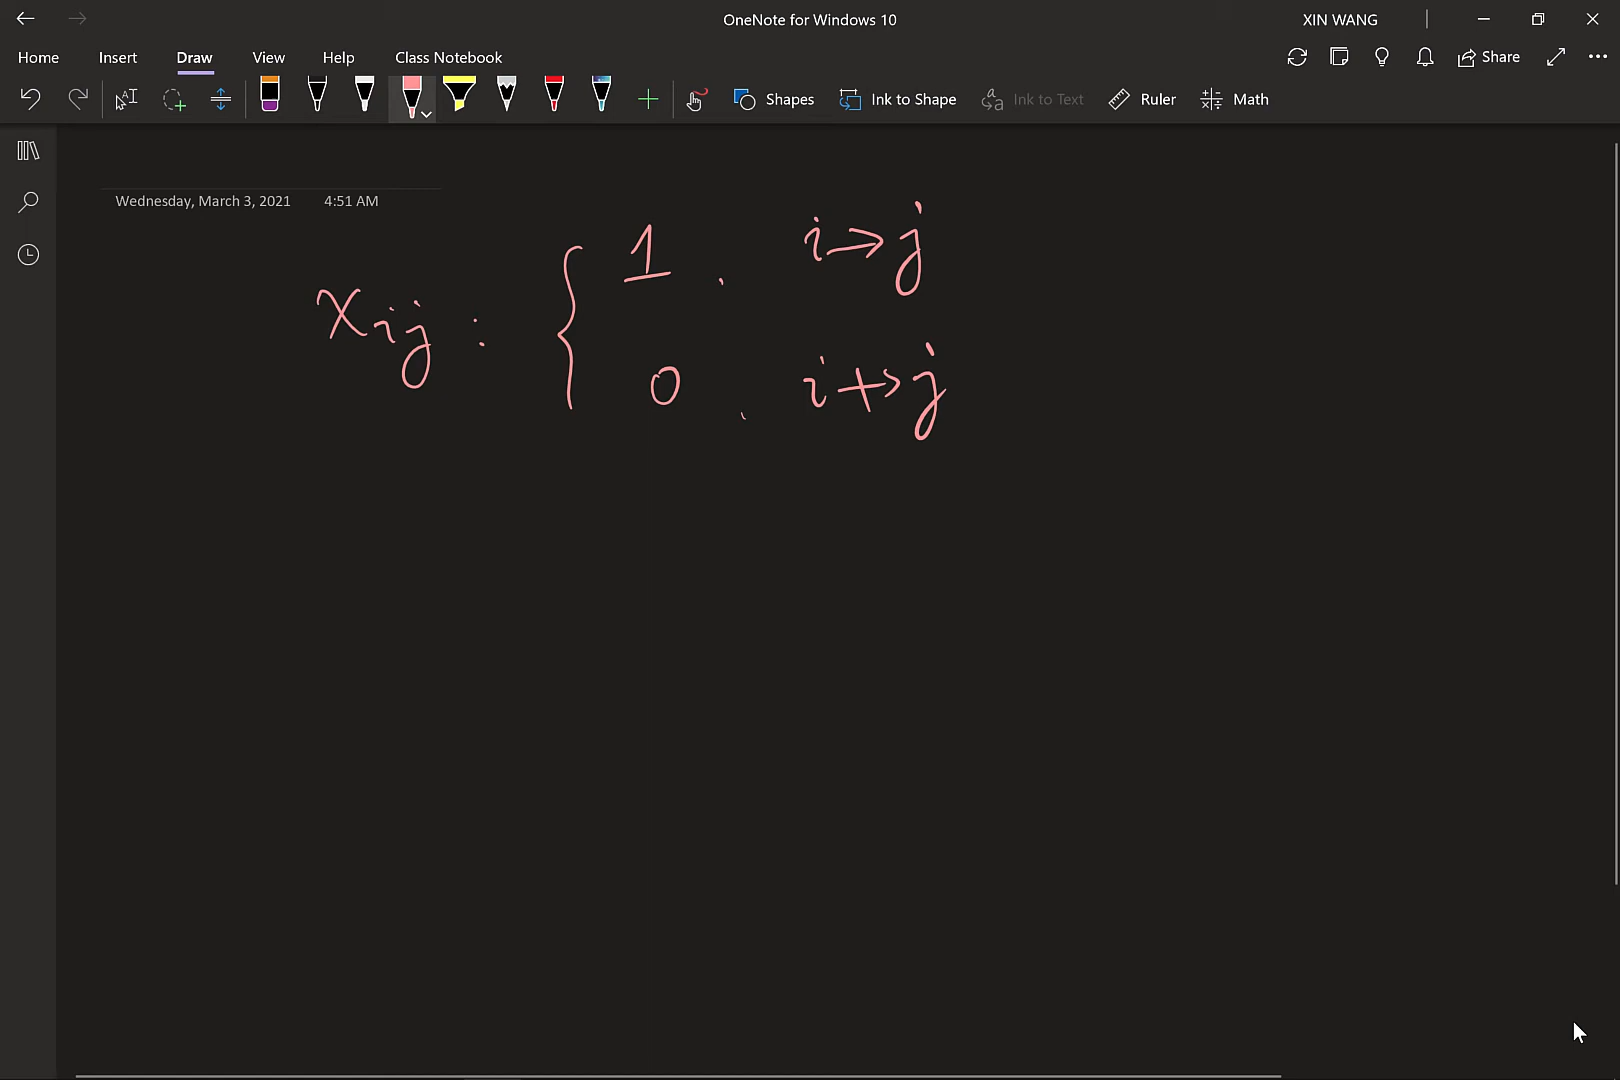 OneNote for Windows 10
XIN WANG
Home Insert Draw View Help Class Notebook
Share
Shapes Ink to Shape Ink to Text Ruler Math
Wednesday, March 3, 2021 4:51 AM
1 . i→j
Xij :
0 . i↛j